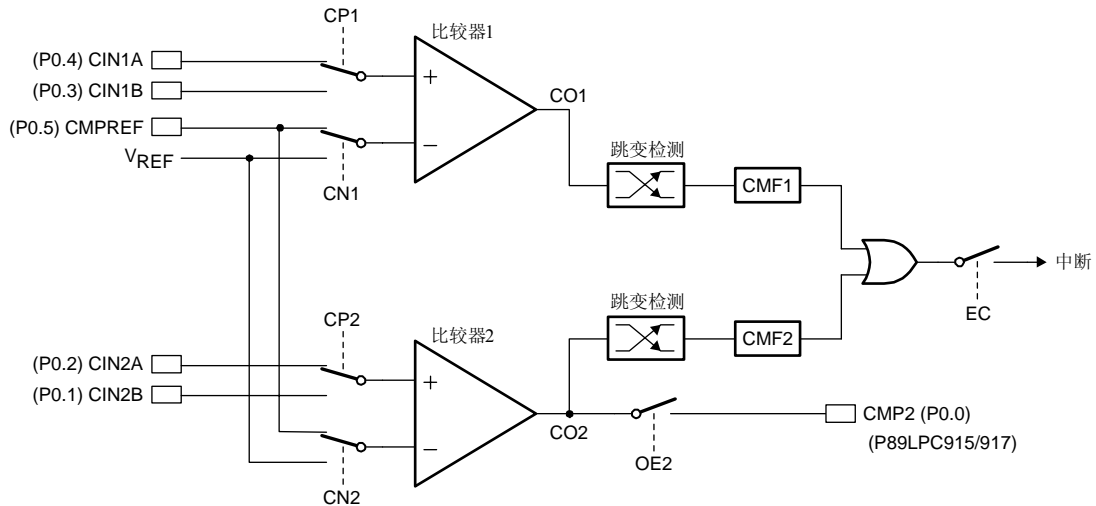 CP1
比较器1
(P0.4) CIN1A
(P0.3) CIN1B
+
CO1
(P0.5) CMPREF
−
VREF
跳变检测
CN1
CMF1
中断
CP2
比较器2
跳变检测
EC
(P0.2) CIN2A
CMF2
(P0.1) CIN2B
+
CMP2 (P0.0)
CO2
(P89LPC915/917)
−
OE2
CN2